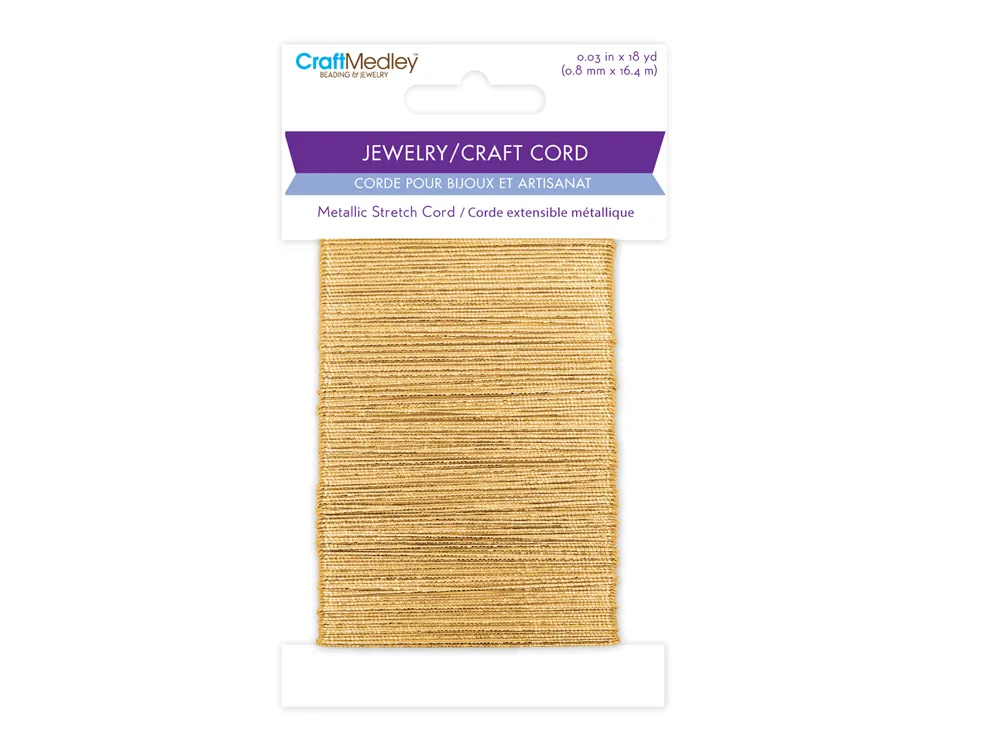 CraftMedley™
BEADING & JEWELRY
0.03 in x 18 yd
(0.8 mm x 16.4 m)
JEWELRY/CRAFT CORD
CORDE POUR BIJOUX ET ARTISANAT
Metallic Stretch Cord / Corde extensible métallique